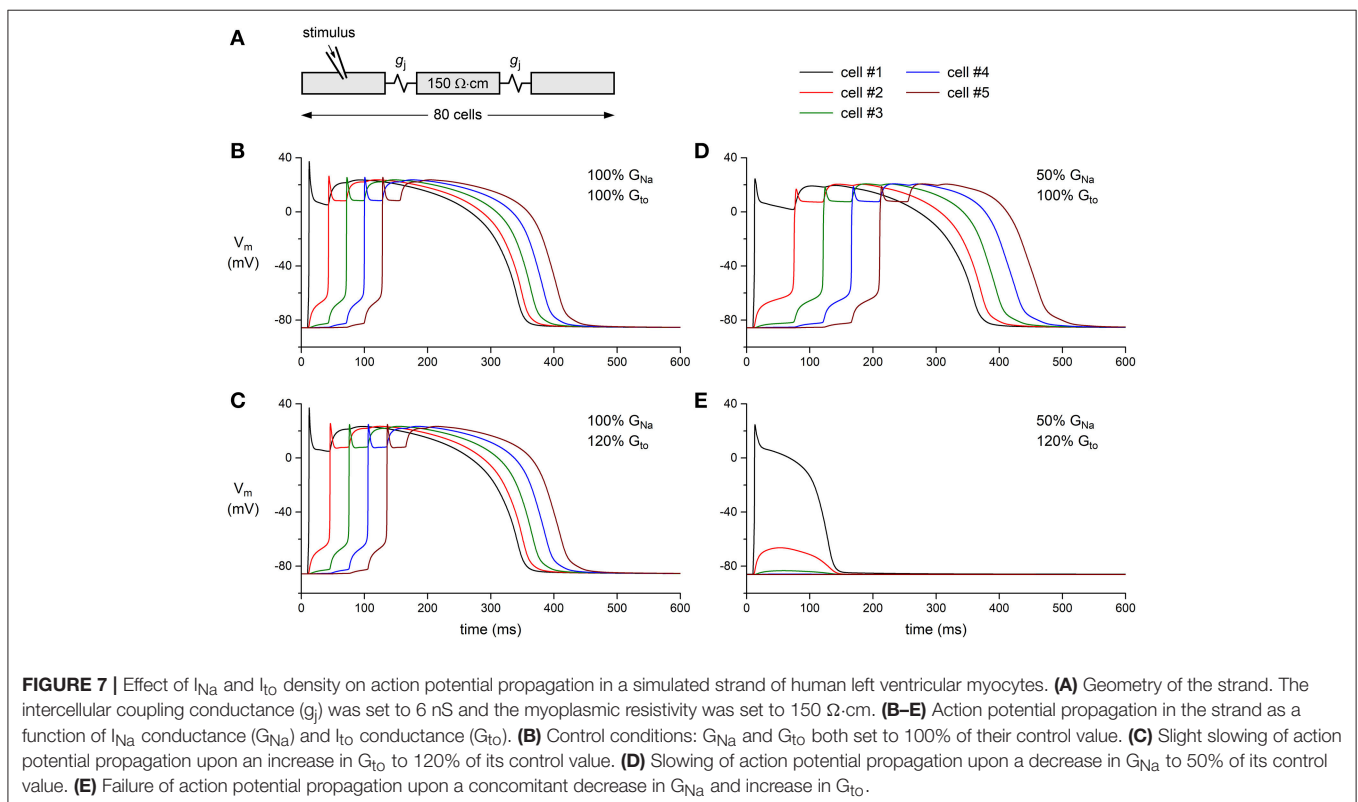 A
stimulus
gj
gj
150 Ω·cm
80 cells
cell #1
cell #2
cell #3
cell #4
cell #5
B
40
0
-40
-80
Vm
(mV)
100% GNa
100% Gto
0
100
200
300
400
500
600
D
40
0
-40
-80
50% GNa
100% Gto
0
100
200
300
400
500
600
C
40
0
-40
-80
Vm
(mV)
100% GNa
120% Gto
0
100
200
300
400
500
600
time (ms)
E
40
0
-40
-80
50% GNa
120% Gto
0
100
200
300
400
500
600
time (ms)
FIGURE 7 | Effect of INa and Ito density on action potential propagation in a simulated strand of human left ventricular myocytes. (A) Geometry of the strand. The
intercellular coupling conductance (gj) was set to 6 nS and the myoplasmic resistivity was set to 150 Ω·cm. (B–E) Action potential propagation in the strand as a
function of INa conductance (GNa) and Ito conductance (Gto). (B) Control conditions: GNa and Gto both set to 100% of their control value. (C) Slight slowing of action
potential propagation upon an increase in Gto to 120% of its control value. (D) Slowing of action potential propagation upon a decrease in GNa to 50% of its control
value. (E) Failure of action potential propagation upon a concomitant decrease in GNa and increase in Gto.